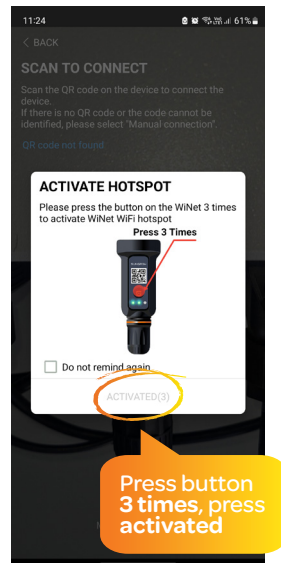 11:24
61%
< BACK
SCAN TO CONNECT
Scan the QR code on the device to connect the
device.
If there is no QR code or the code cannot be
identified, please select "Manual connection".
QR code not found
ACTIVATE HOTSPOT
Please press the button on the WiNet 3 times
to activate WiNet WiFi hotspot
Press 3 Times
Do not remind again
ACTIVATED(3)
Press button
3 times, press
activated